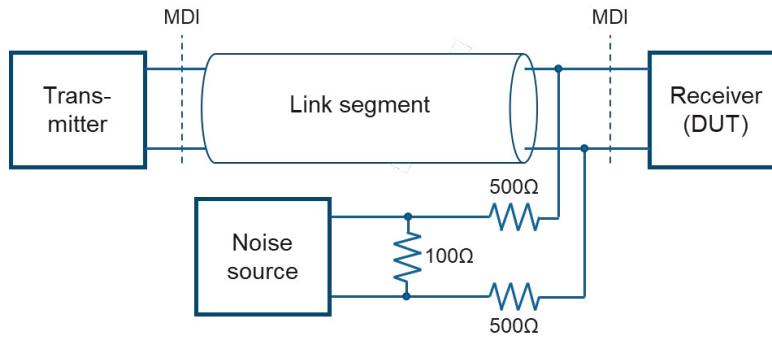 MDI
MDI
Trans-
mitter
Link segment
Receiver
(DUT)
500Ω
Noise
source
100Ω
500Ω